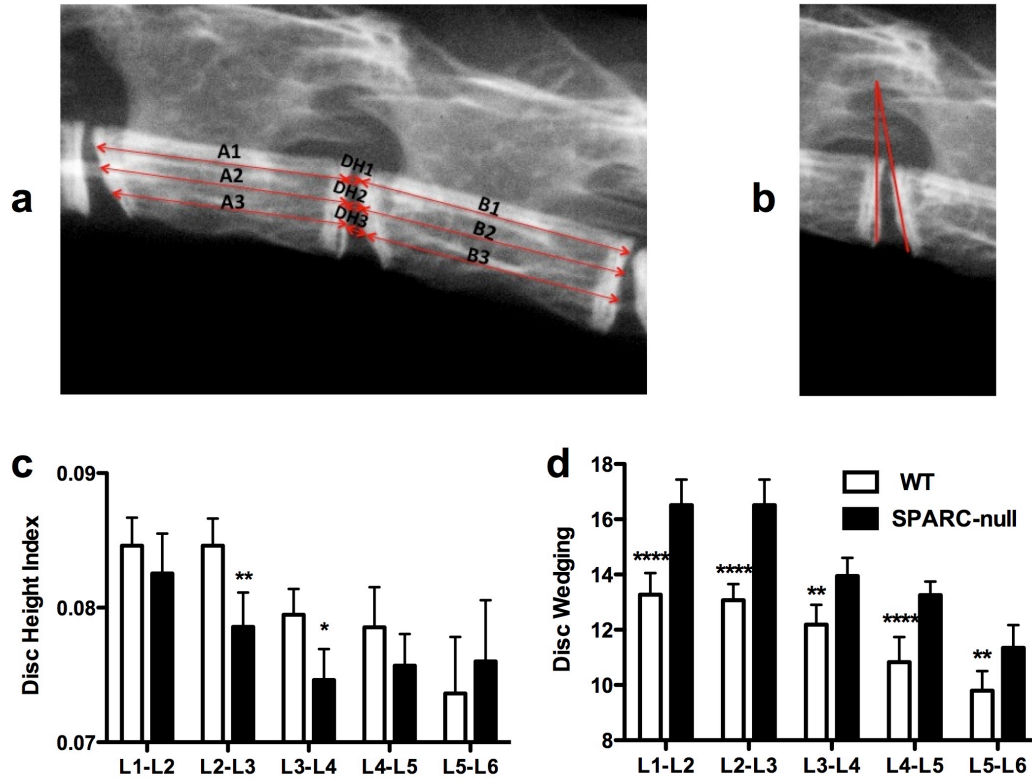 a
A1
A2
A3
DH1
DH2
DH3
B1
B2
B3
b
c
Disc Height Index
0.09
0.08
0.07
**
*
L1-L2 L2-L3 L3-L4 L4-L5 L5-L6
d
Disc Wedging
18
16
14
12
10
8
WT
SPARC-null
****
****
**
****
**
L1-L2 L2-L3 L3-L4 L4-L5 L5-L6